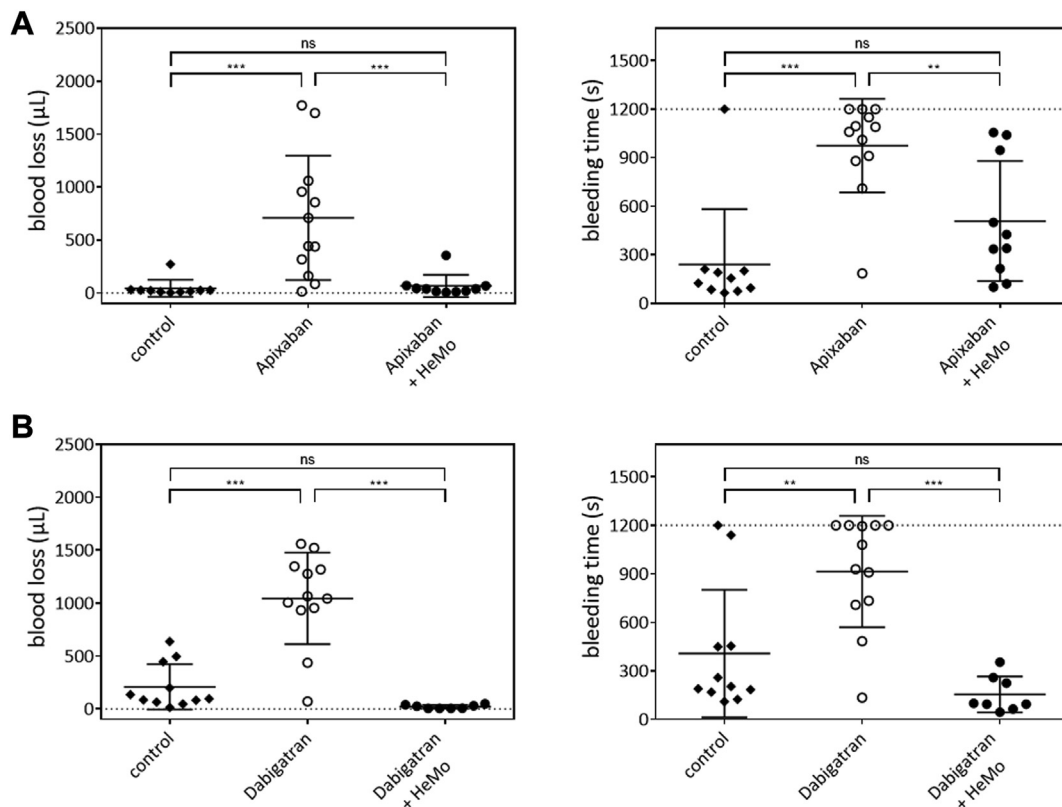 A
blood loss (µL)
2500
2000
1500
1000
500
0
ns
***
***
control
Apixaban
Apixaban
+ HeMo
bleeding time (s)
1500
1200
900
600
300
0
ns
***
**
control
Apixaban
Apixaban
+ HeMo
B
blood loss (µL)
2500
2000
1500
1000
500
0
ns
***
***
control
Dabigatran
Dabigatran
+ HeMo
bleeding time (s)
1500
1200
900
600
300
0
ns
**
***
control
Dabigatran
Dabigatran
+ HeMo